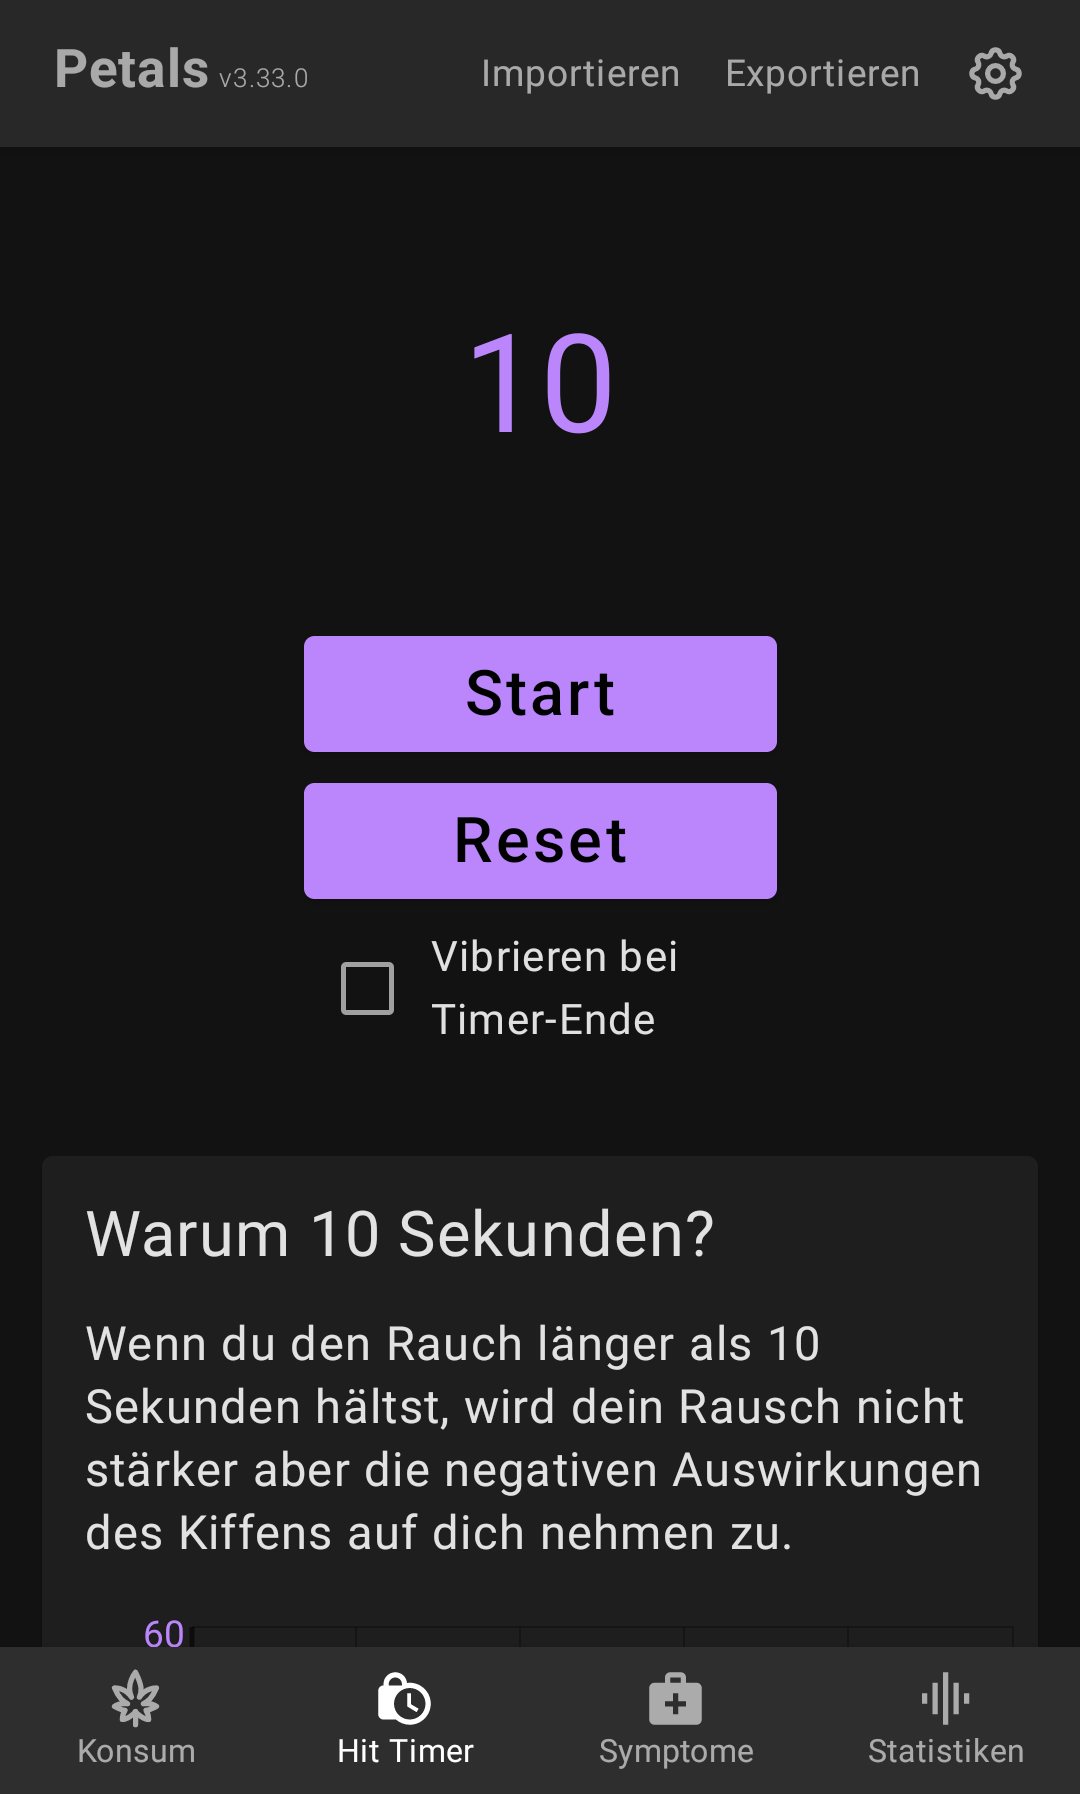 Petals v3.33.0 Importieren Exportieren
10
Start
Reset
Vibrieren bei
Timer-Ende
Warum 10 Sekunden?
Wenn du den Rauch länger als 10
Sekunden hältst, wird dein Rausch nicht
stärker aber die negativen Auswirkungen
des Kiffens auf dich nehmen zu.
60
Konsum Hit Timer Symptome Statistiken